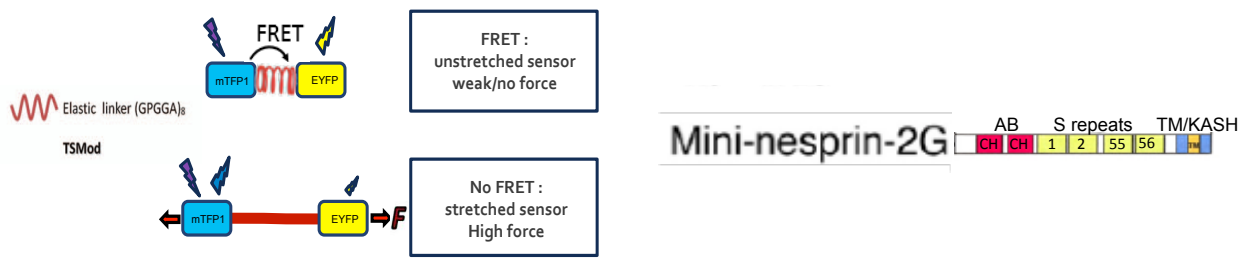 FRET
mTFP1
EYFP
FRET :
unstretched sensor
weak/no force
Elastic linker (GPGGA)₈
TSMod
mTFP1
EYFP
F
No FRET :
stretched sensor
High force
Mini-nesprin-2G
AB S repeats TM/KASH
CH CH 1 2 55 56 TM